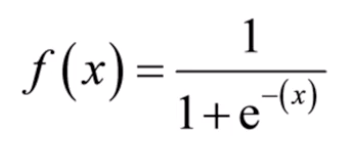 f(x) = 1 / (1 + e^{-(x)})